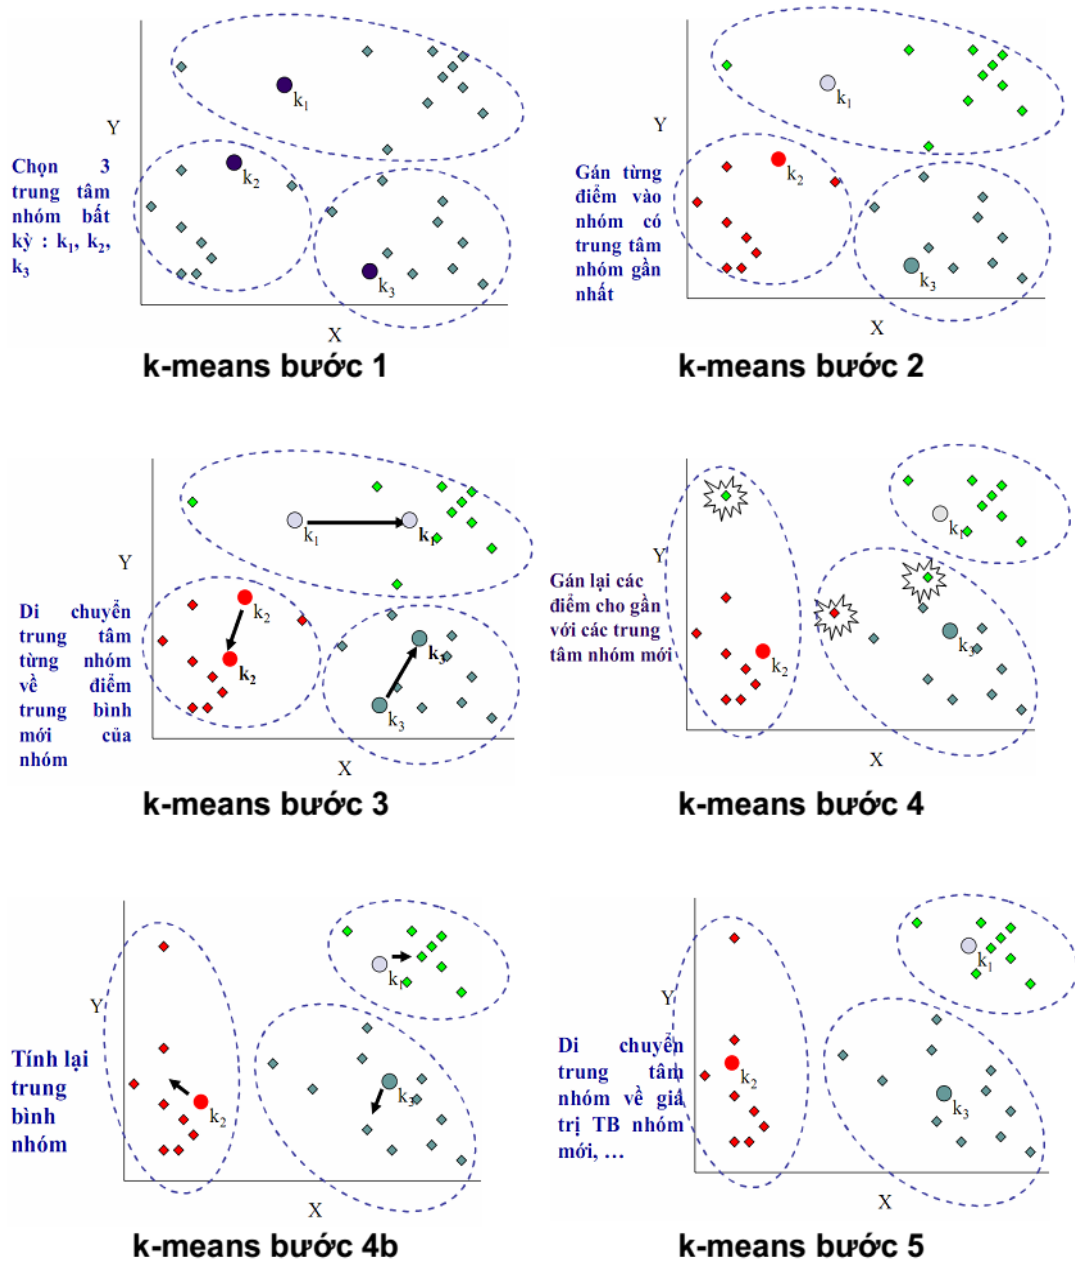 Y
k₁
k₂
k₃
X
Chọn 3
trung tâm
nhóm bất
kỳ : k₁, k₂,
k₃
k-means bước 1
Y
k₁
k₂
k₃
X
Gán từng
điểm vào
nhóm có
trung tâm
nhóm gần
nhất
k-means bước 2
Y
k₁
k₁
k₂
k₂
k₃
k₃
X
Di chuyển
trung tâm
từng nhóm
về điểm
trung bình
mới của
nhóm
k-means bước 3
Y
k₁
k₂
k₃
X
Gán lại các
điểm cho gần
với các trung
tâm nhóm mới
k-means bước 4
Y
k₁
k₂
k₃
X
Tính lại
trung
bình
nhóm
k-means bước 4b
Y
k₁
k₂
k₃
X
Di chuyển
trung tâm
nhóm về giá
trị TB nhóm
mới, …
k-means bước 5